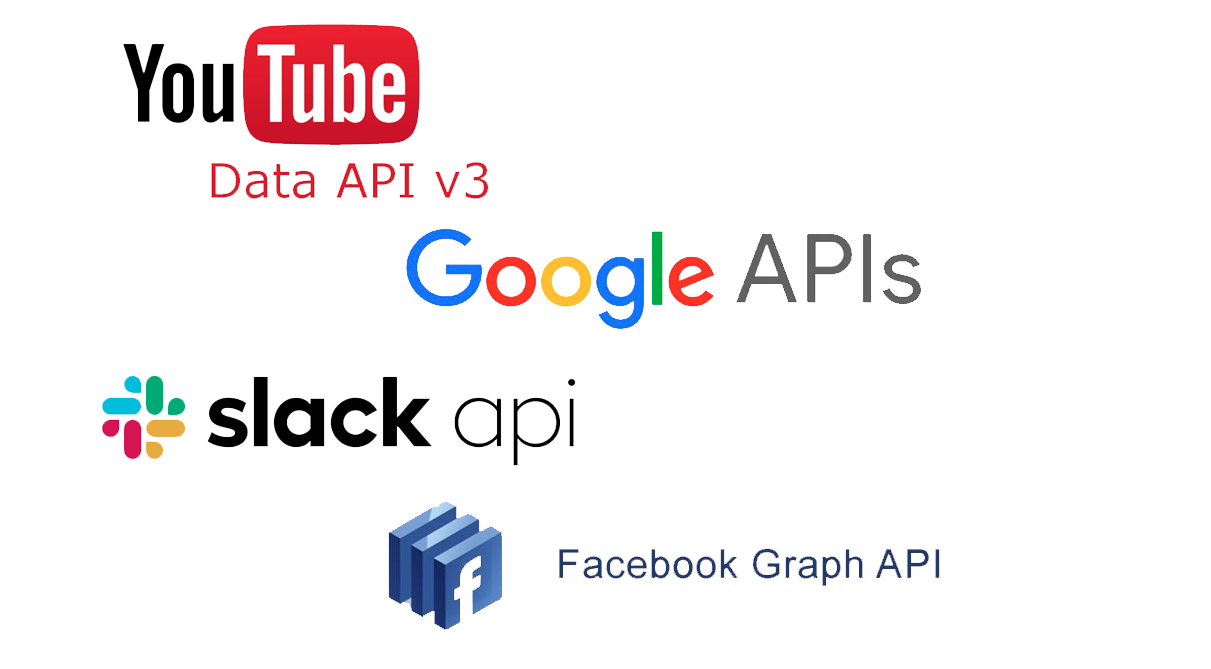 YouTube
Data API v3
Google APIs
slack api
f
Facebook Graph API